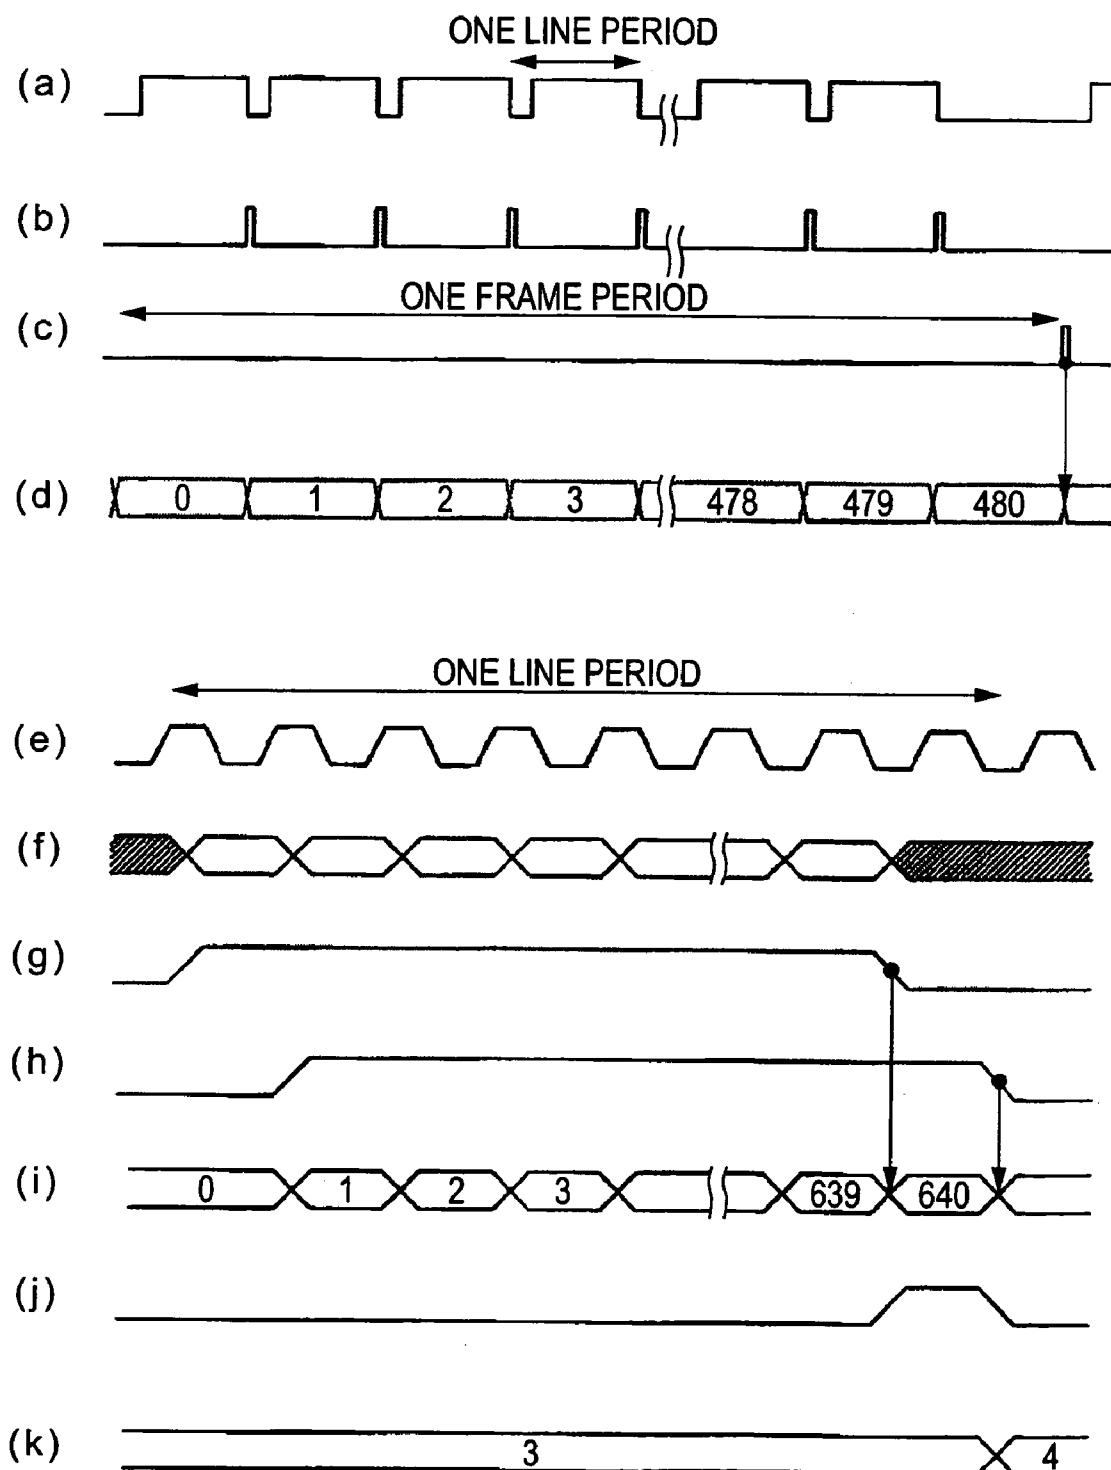 ONE LINE PERIOD
(a)
(b)
ONE FRAME PERIOD
(c)
(d) 0 1 2 3 478 479 480
ONE LINE PERIOD
(e)
(f)
(g)
(h)
(i) 0 1 2 3 639 640
(j)
(k) 3 4